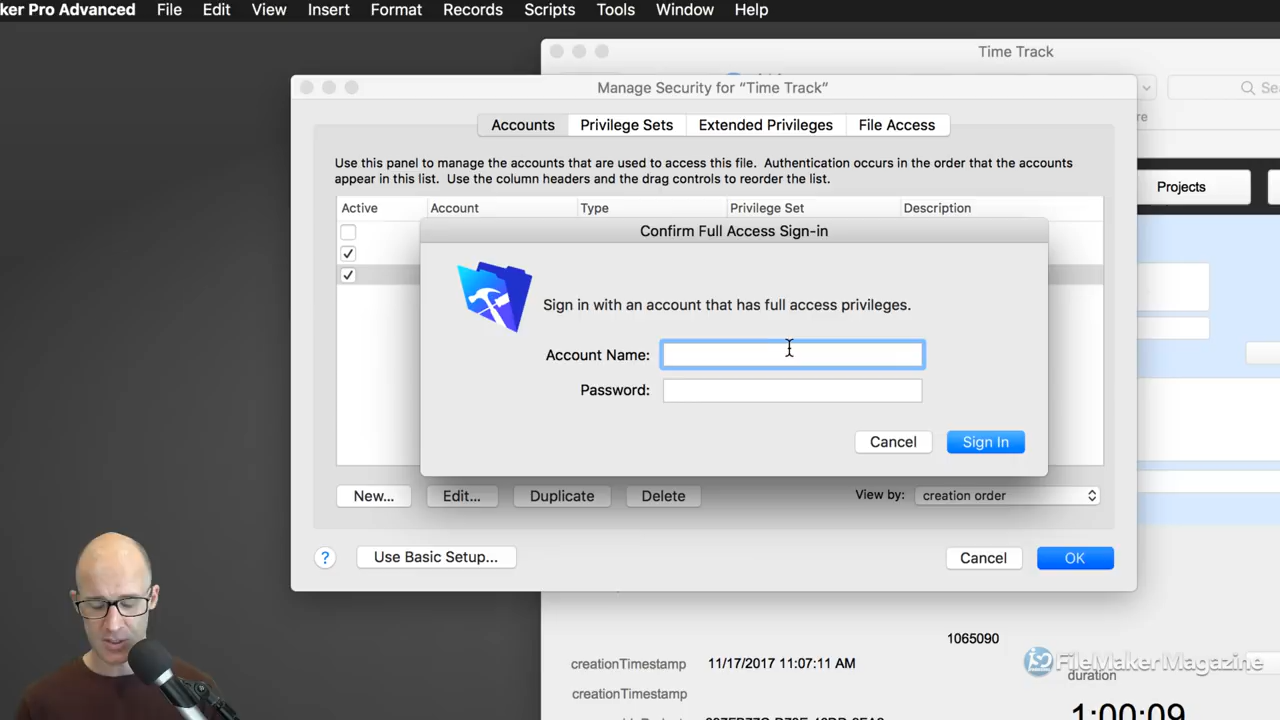 ker Pro Advanced File Edit View Insert Format Records Scripts Tools Window Help
Time Track
Manage Security for “Time Track”
Accounts Privilege Sets Extended Privileges File Access
Use this panel to manage the accounts that are used to access this file. Authentication occurs in the order that the accounts
appear in this list. Use the column headers and the drag controls to reorder the list.
Projects
Active Account Type Privilege Set Description
Confirm Full Access Sign-in
Sign in with an account that has full access privileges.
Account Name:
Password:
Cancel Sign In
New... Edit... Duplicate Delete View by: creation order
? Use Basic Setup... Cancel OK
1065090
creationTimestamp 11/17/2017 11:07:11 AM
FileMakerMagazine
duration
creationTimestamp
1:00:09